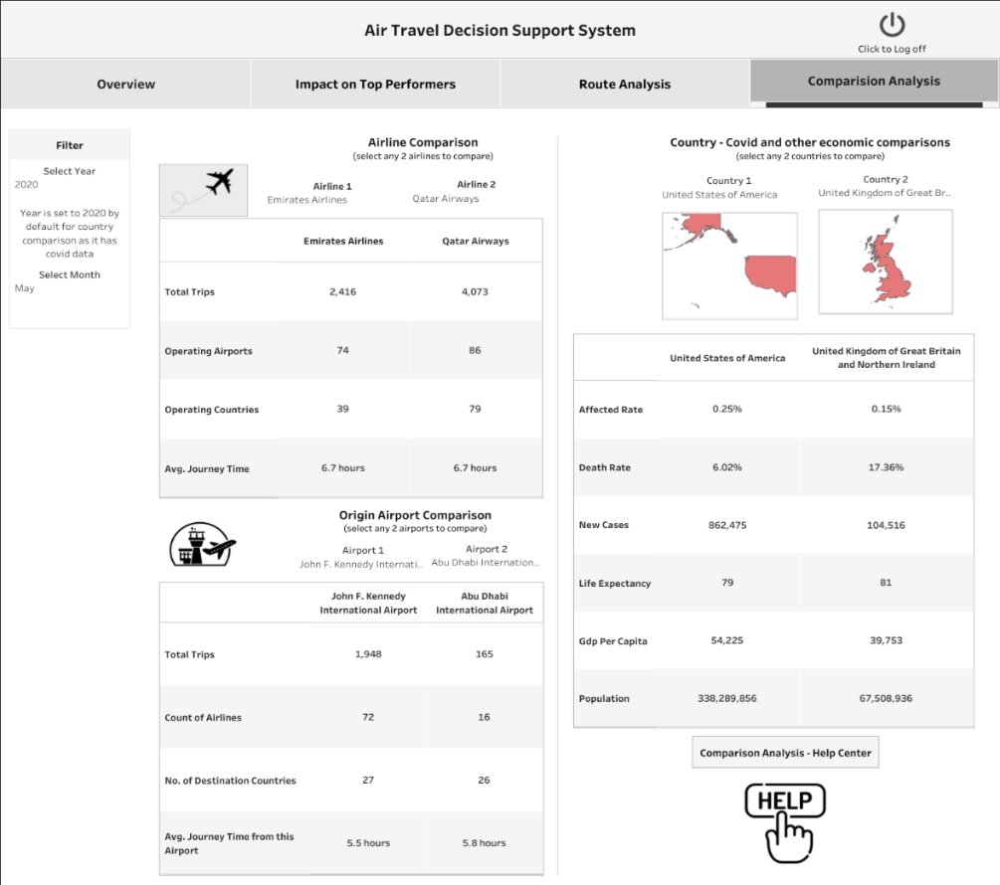 Air Travel Decision Support System
Click to Log off
Overview
Impact on Top Performers
Route Analysis
Comparision Analysis
Filter
Select Year
2020
Year is set to 2020 by
default for country
comparison as it has
covid data
Select Month
May
Airline Comparison
(select any 2 airlines to compare)
Airline 1
Emirates Airlines
Airline 2
Qatar Airways
Emirates Airlines Qatar Airways
Total Trips 2,416 4,073
Operating Airports 74 86
Operating Countries 39 79
Avg. Journey Time 6.7 hours 6.7 hours
Origin Airport Comparison
(select any 2 airports to compare)
Airport 1
John F. Kennedy Internati..
Airport 2
Abu Dhabi Internation..
John F. Kennedy
International Airport
Abu Dhabi
International Airport
Total Trips 1,948 165
Count of Airlines 72 16
No. of Destination Countries 27 26
Avg. Journey Time from this
Airport
5.5 hours 5.8 hours
Country - Covid and other economic comparisons
(select any 2 countries to compare)
Country 1
United States of America
Country 2
United Kingdom of Great Br..
United States of America
United Kingdom of Great Britain
and Northern Ireland
Affected Rate 0.25% 0.15%
Death Rate 6.02% 17.36%
New Cases 862,475 104,516
Life Expectancy 79 81
Gdp Per Capita 54,225 39,753
Population 338,289,856 67,508,936
Comparison Analysis - Help Center
HELP